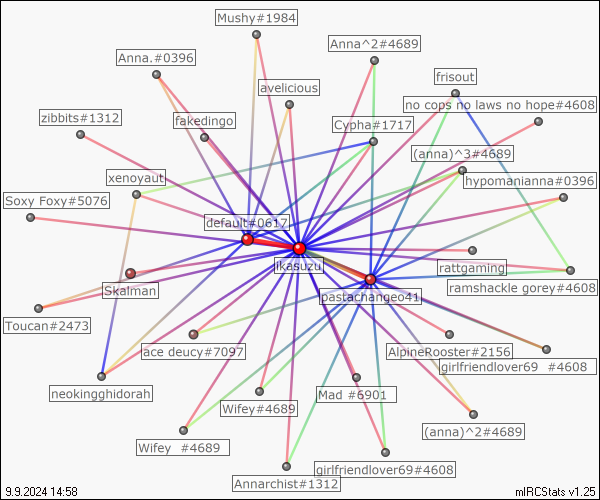 Mushy#1984
Anna^2#4689
Anna.#0396
frisout
avelicious
no cops no laws no hope#4608
zibbits#1312
fakedingo
Cypha#1717
(anna)^3#4689
xenoyaut
hypomanianna#0396
Soxy Foxy#5076
default#0617
jkasuzu
rattgaming
Skalman
ramshackle gorey#4608
pastachangeo41
Toucan#2473
ace deucy#7097
AlpineRooster#2156
girlfriendlover69 #4608
neokingghidorah
Mad #6901
Wifey#4689
(anna)^2#4689
Wifey #4689
girlfriendlover69#4608
Annarchist#1312
9.9.2024 14:58
mIRCStats v1.25